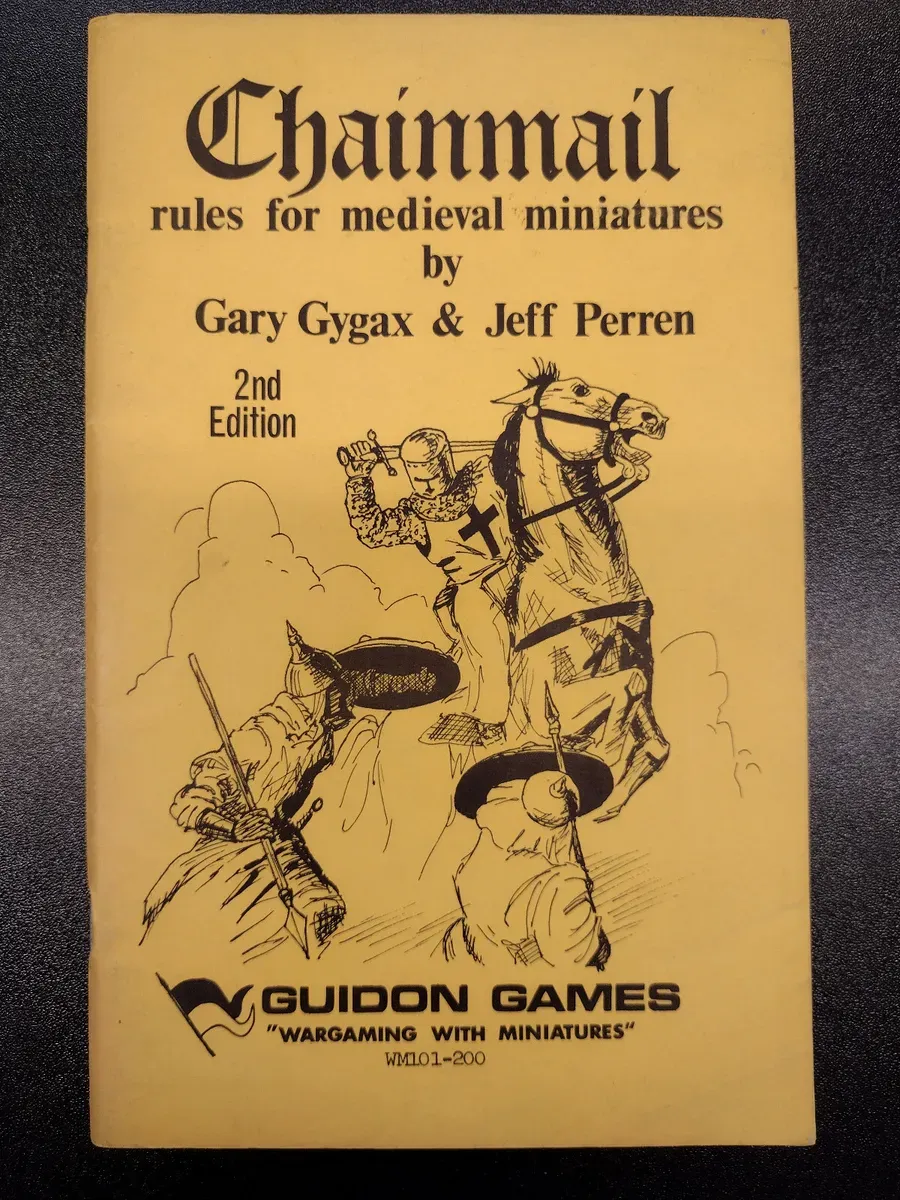 Chainmail
rules for medieval miniatures
by
Gary Gygax & Jeff Perren
2nd
Edition
GUIDON GAMES
"WARGAMING WITH MINIATURES"
WM101-200